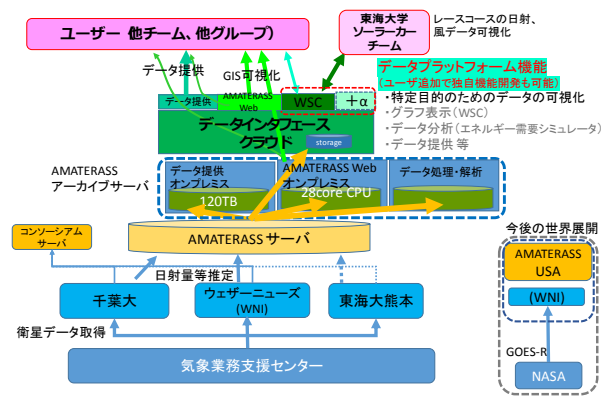 ユーザー 他チーム、他グループ)
東海大学
ソーラーカー
チーム
レースコースの日射、
風データ可視化
データ提供
GIS可視化
データプラットフォーム機能
(ユーザ追加で独自機能開発も可能)
・特定目的のためのデータの可視化
・グラフ表示(WSC)
・データ分析(エネルギー需要シミュレータ)
・データ提供 等
データ提供
AMATERASS
Web
WSC
+α
データインタフェース
クラウド
storage
AMATERASS
アーカイブサーバ
データ提供
オンプレミス
120TB
AMATERASS Web
オンプレミス
28core CPU
データ処理・解析
コンソーシアム
サーバ
AMATERASS サーバ
日射量等推定
千葉大
ウェザーニューズ
(WNI)
東海大熊本
衛星データ取得
気象業務支援センター
今後の世界展開
AMATERASS
USA
(WNI)
GOES-R
NASA